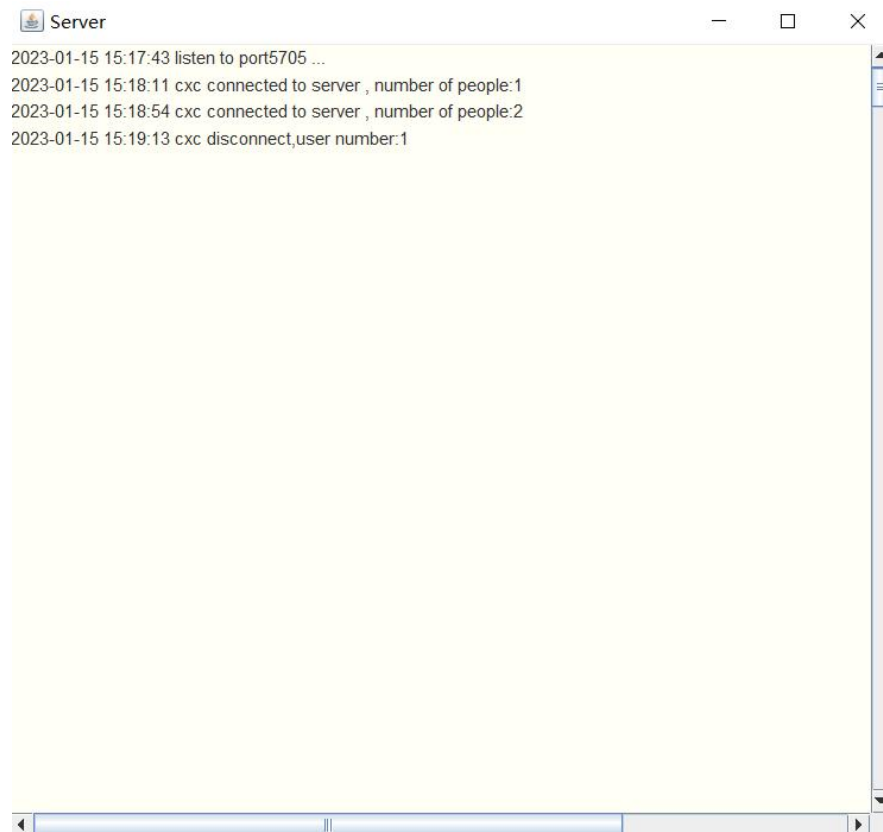 Server
2023-01-15 15:17:43 listen to port5705 ...
2023-01-15 15:18:11 cxc connected to server , number of people:1
2023-01-15 15:18:54 cxc connected to server , number of people:2
2023-01-15 15:19:13 cxc disconnect,user number:1